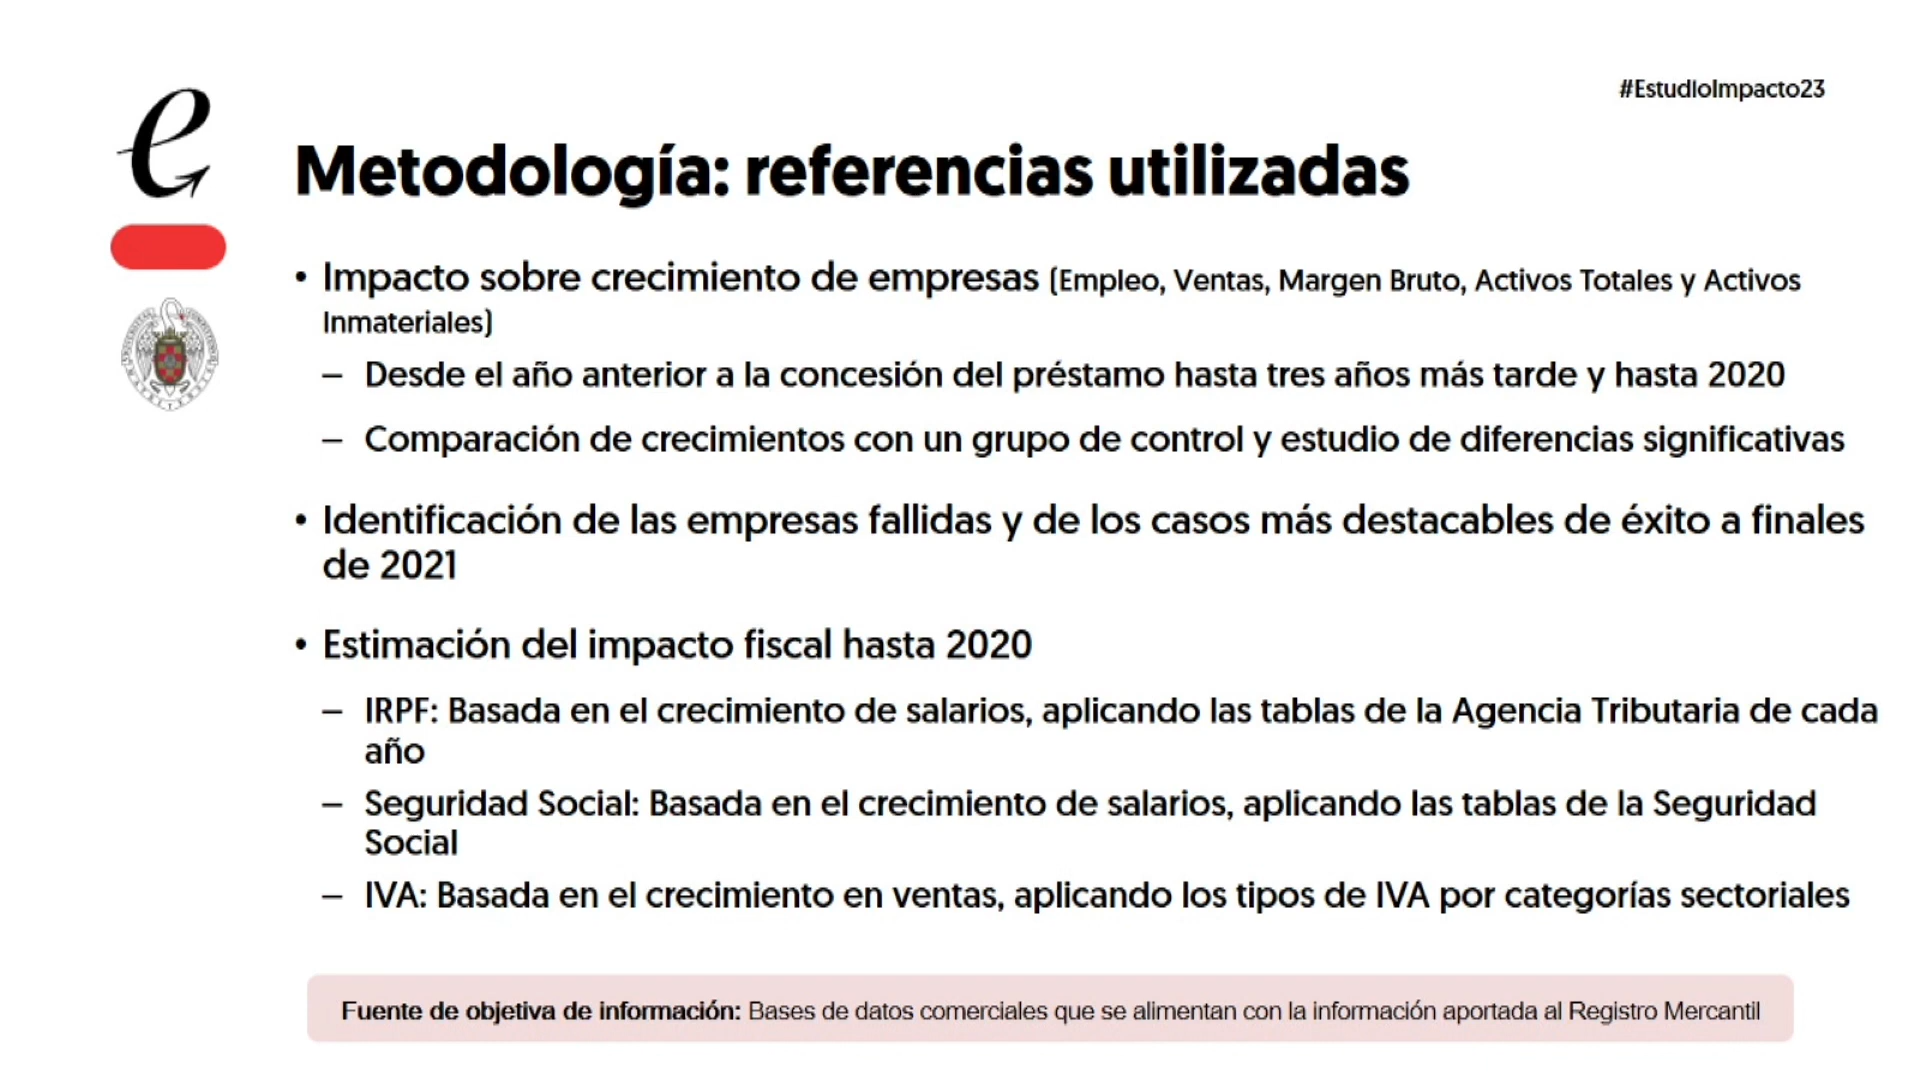 #EstudioImpacto23
Metodología: referencias utilizadas
• Impacto sobre crecimiento de empresas (Empleo, Ventas, Margen Bruto, Activos Totales y Activos
Inmateriales)
– Desde el año anterior a la concesión del préstamo hasta tres años más tarde y hasta 2020
– Comparación de crecimientos con un grupo de control y estudio de diferencias significativas
• Identificación de las empresas fallidas y de los casos más destacables de éxito a finales
de 2021
• Estimación del impacto fiscal hasta 2020
– IRPF: Basada en el crecimiento de salarios, aplicando las tablas de la Agencia Tributaria de cada
año
– Seguridad Social: Basada en el crecimiento de salarios, aplicando las tablas de la Seguridad
Social
– IVA: Basada en el crecimiento en ventas, aplicando los tipos de IVA por categorías sectoriales
Fuente de objetiva de información: Bases de datos comerciales que se alimentan con la información aportada al Registro Mercantil